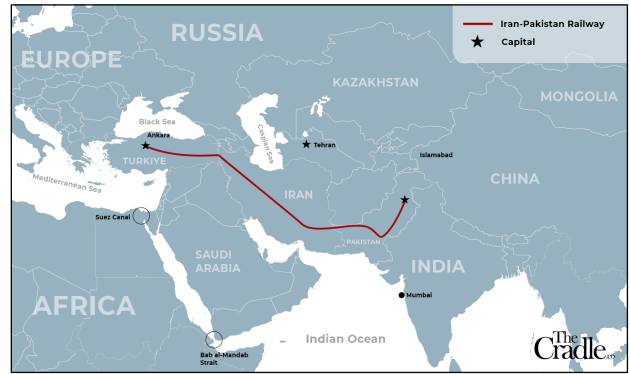 Iran-Pakistan Railway
Capital
RUSSIA
EUROPE
KAZAKHSTAN
MONGOLIA
Black Sea
Ankara
Caspian Sea
Tehran
Islamabad
TURKIYE
CHINA
Mediterranean Sea
IRAN
Suez Canal
PAKISTAN
SAUDI
ARABIA
INDIA
AFRICA
Mumbai
Indian Ocean
Bab al-Mandab
Strait
The
Cradle.co